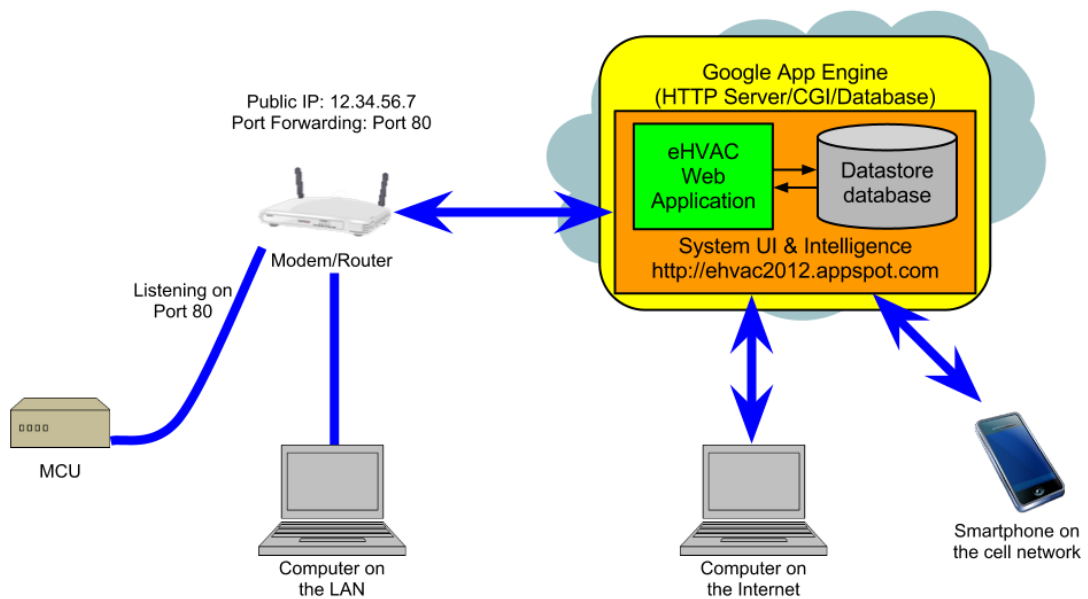 Public IP: 12.34.56.7
Port Forwarding: Port 80
Modem/Router
Listening on
Port 80
MCU
Computer on
the LAN
Google App Engine
(HTTP Server/CGI/Database)
eHVAC
Web
Application
Datastore
database
System UI & Intelligence
http://ehvac2012.appspot.com
Computer on
the Internet
Smartphone on
the cell network